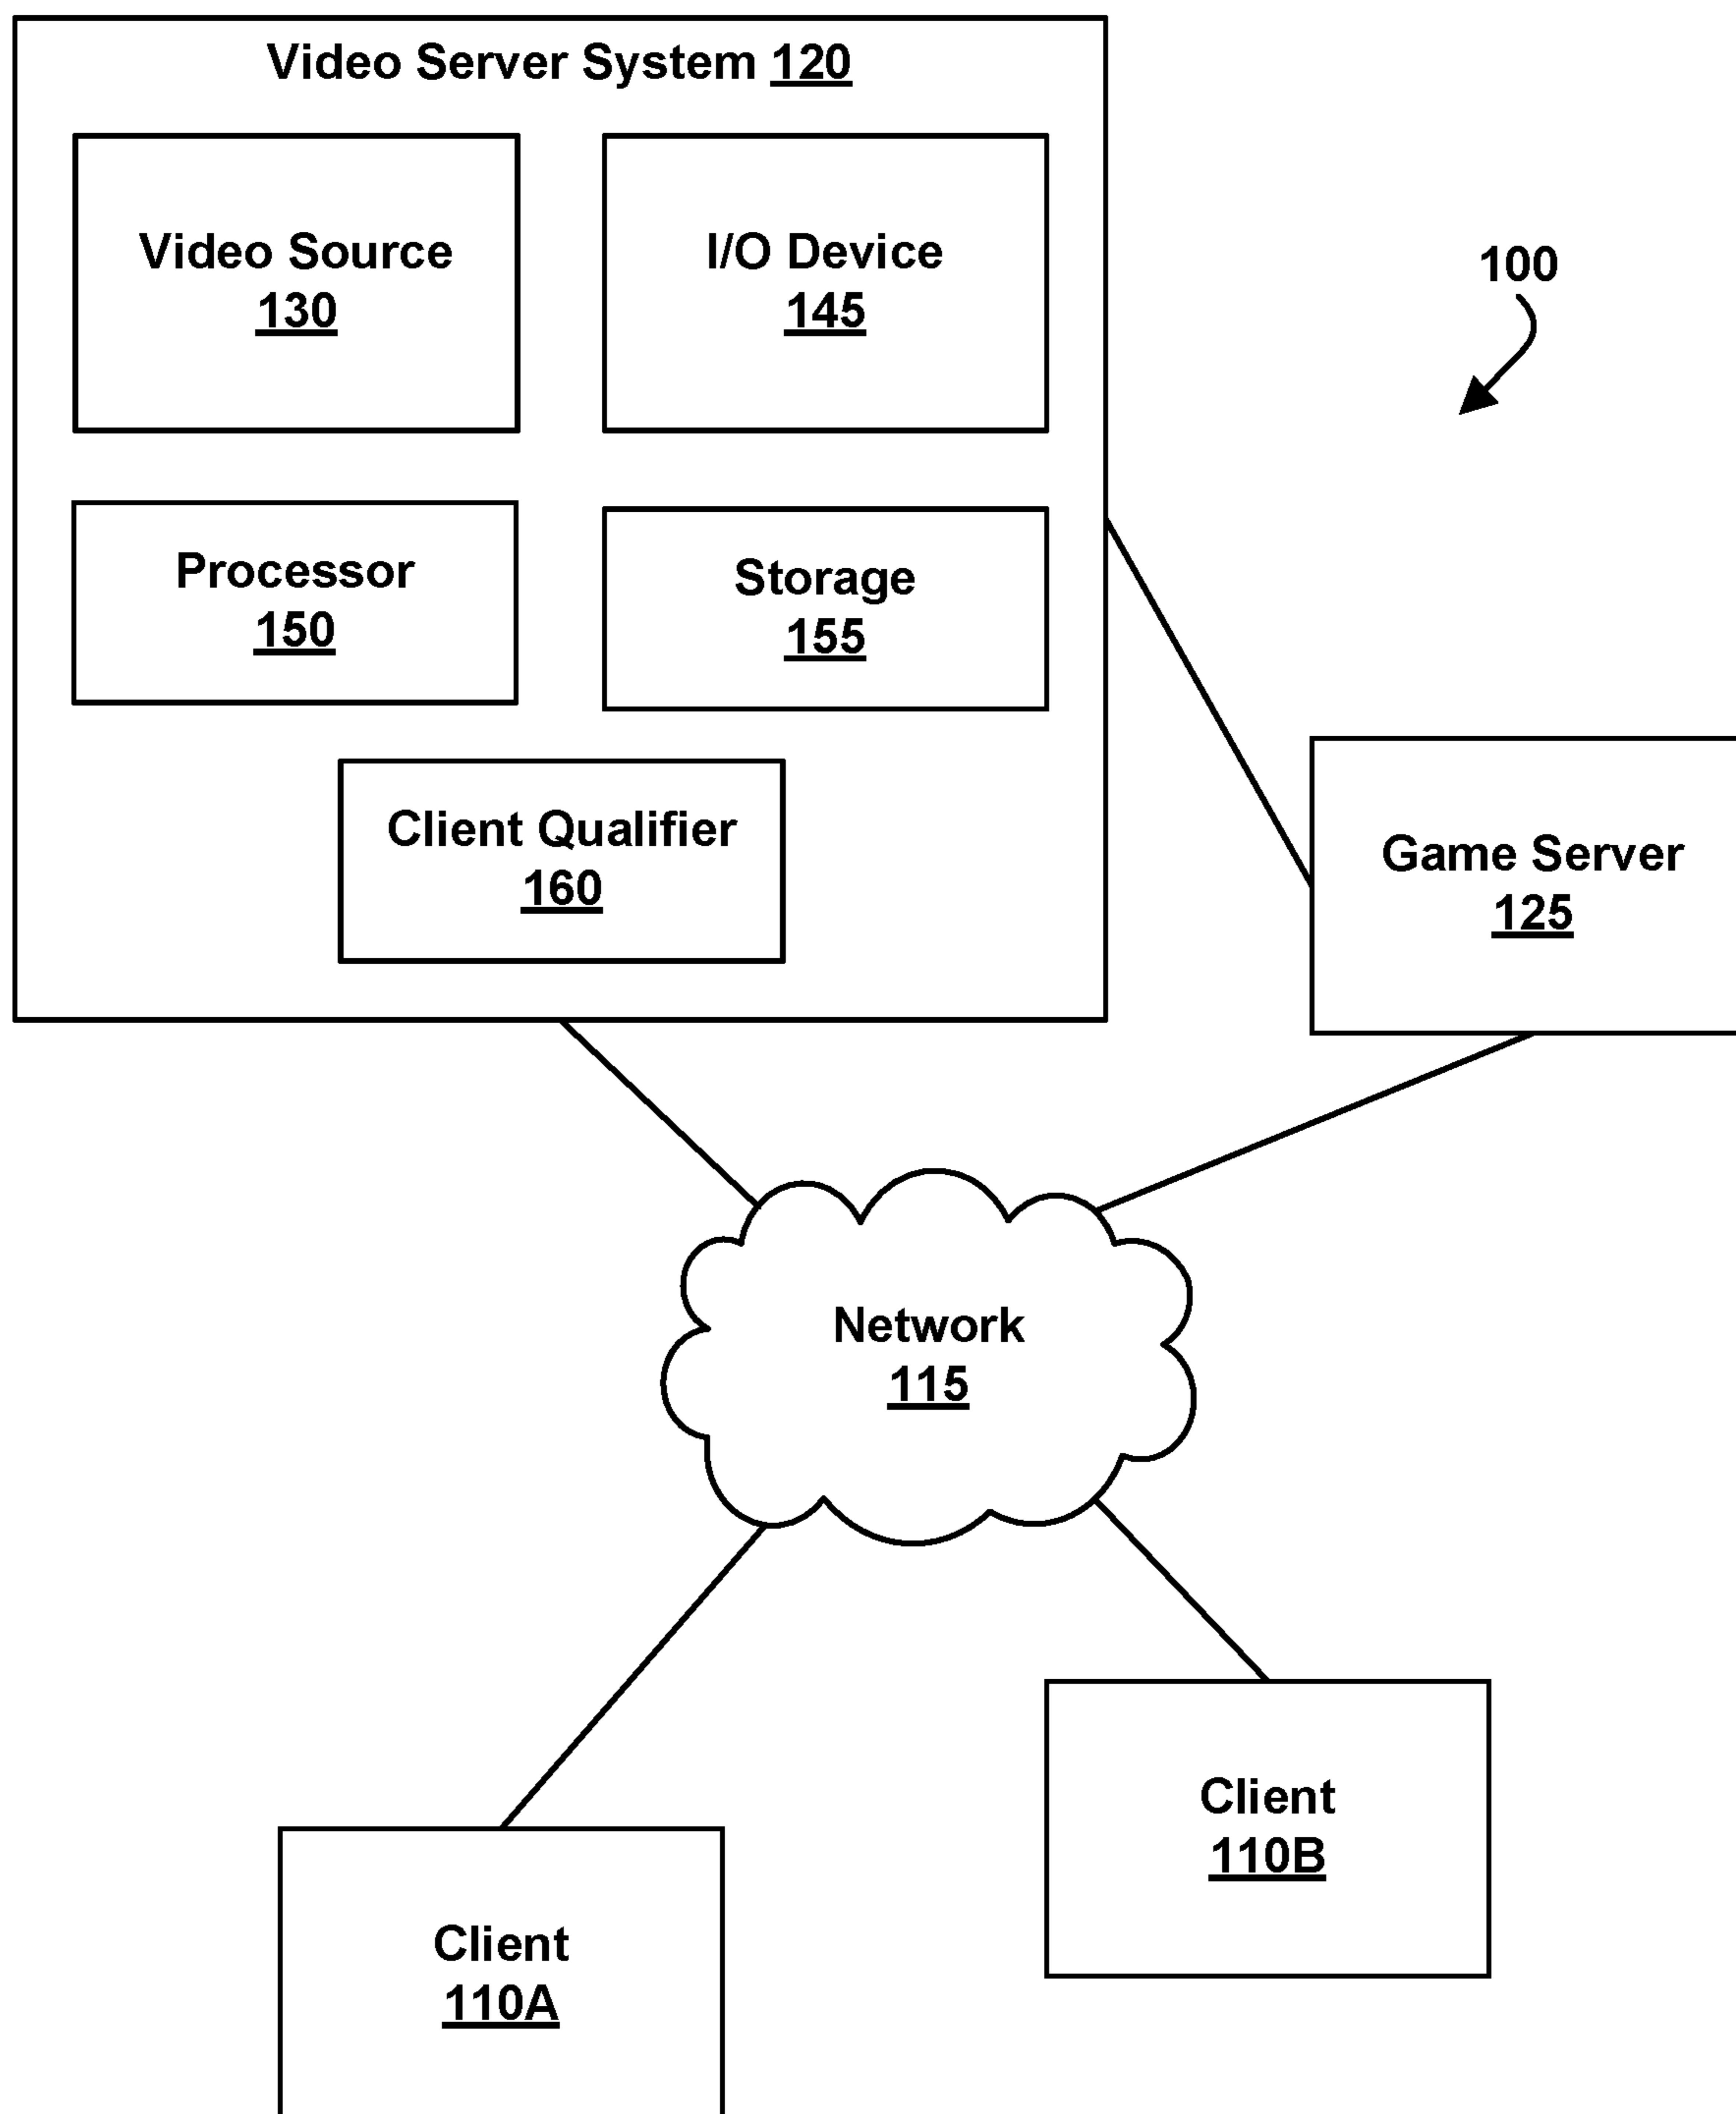 Video Server System 120
Video Source
130
I/O Device
145
100
Processor
150
Storage
155
Client Qualifier
160
Game Server
125
Network
115
Client
110B
Client
110A